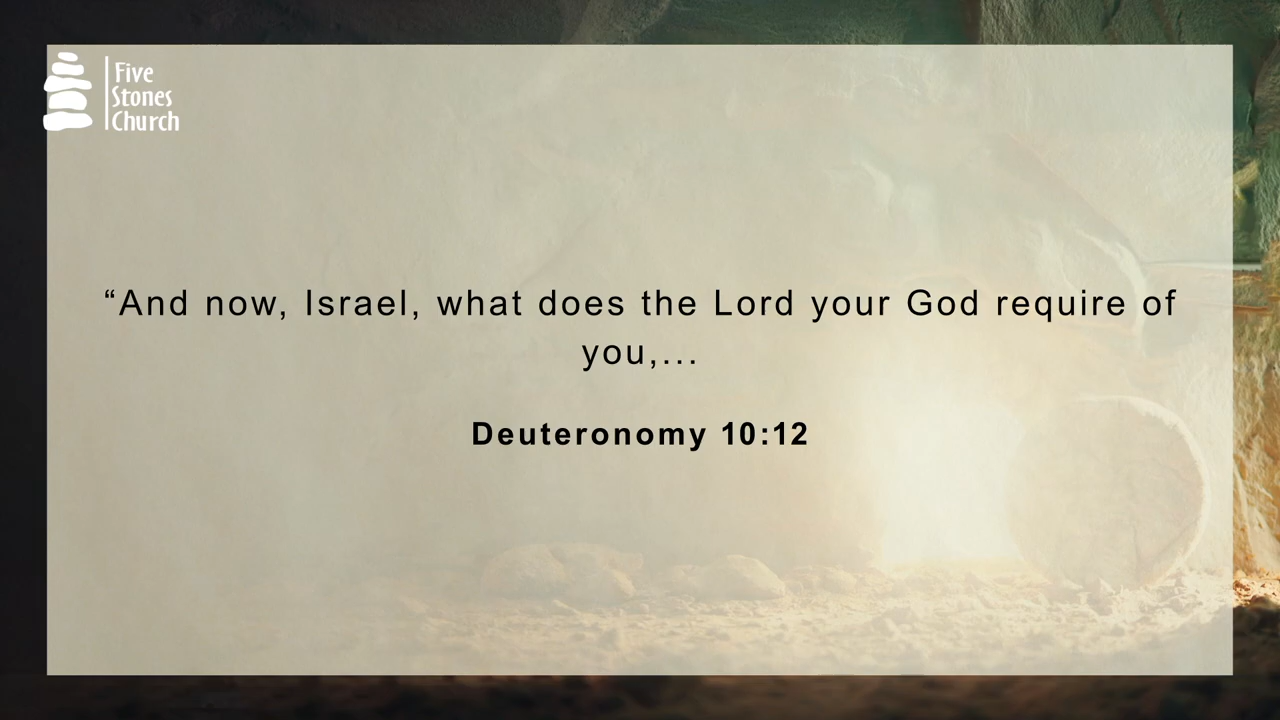 Five
Stones
Church
“And now, Israel, what does the Lord your God require of
you,...
Deuteronomy 10:12